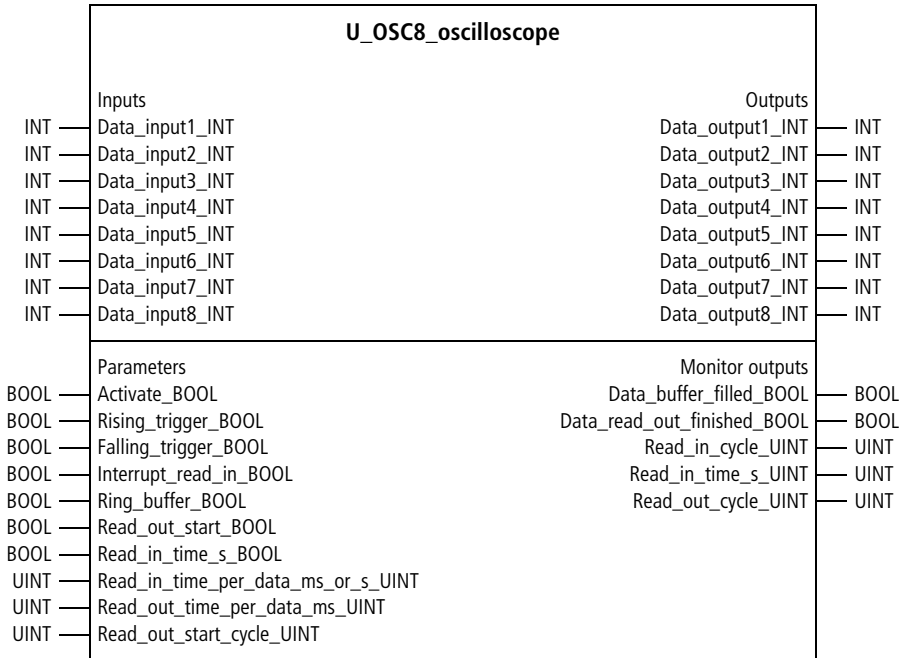 U_OSC8_oscilloscope
Inputs Outputs
INT Data_input1_INT Data_output1_INT INT
INT Data_input2_INT Data_output2_INT INT
INT Data_input3_INT Data_output3_INT INT
INT Data_input4_INT Data_output4_INT INT
INT Data_input5_INT Data_output5_INT INT
INT Data_input6_INT Data_output6_INT INT
INT Data_input7_INT Data_output7_INT INT
INT Data_input8_INT Data_output8_INT INT
Parameters Monitor outputs
BOOL Activate_BOOL Data_buffer_filled_BOOL BOOL
BOOL Rising_trigger_BOOL Data_read_out_finished_BOOL BOOL
BOOL Falling_trigger_BOOL Read_in_cycle_UINT UINT
BOOL Interrupt_read_in_BOOL Read_in_time_s_UINT UINT
BOOL Ring_buffer_BOOL Read_out_cycle_UINT UINT
BOOL Read_out_start_BOOL
BOOL Read_in_time_s_BOOL
UINT Read_in_time_per_data_ms_or_s_UINT
UINT Read_out_time_per_data_ms_UINT
UINT Read_out_start_cycle_UINT